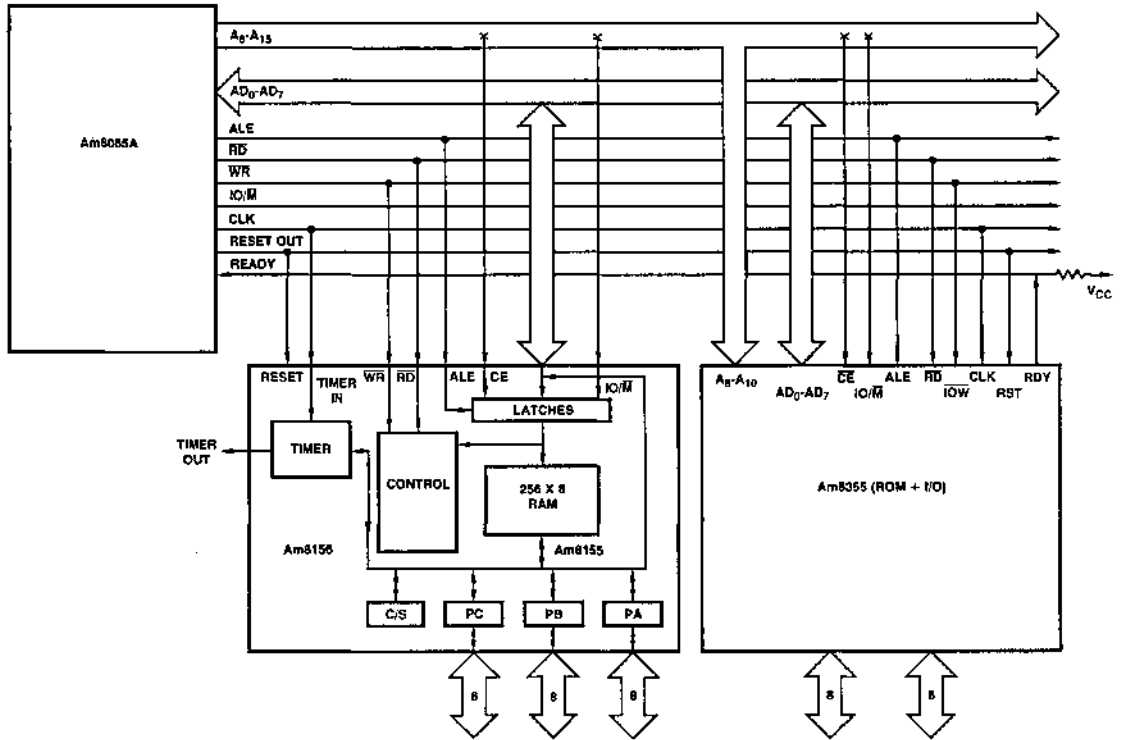 A8-A15
AD0-AD7
Am8085A
ALE
RD
WR
IO/M
CLK
RESET OUT
READY
VCC
RESET
TIMER IN
WR
RD
ALE
CE
IO/M
LATCHES
TIMER OUT
TIMER
CONTROL
256 X 8 RAM
Am8156
Am8155
C/S
PC
PB
PA
6
8
8
A8-A10
AD0-AD7
CE
IO/M
ALE
RD
IOW
CLK
RST
RDY
Am8355 (ROM + I/O)
8
8